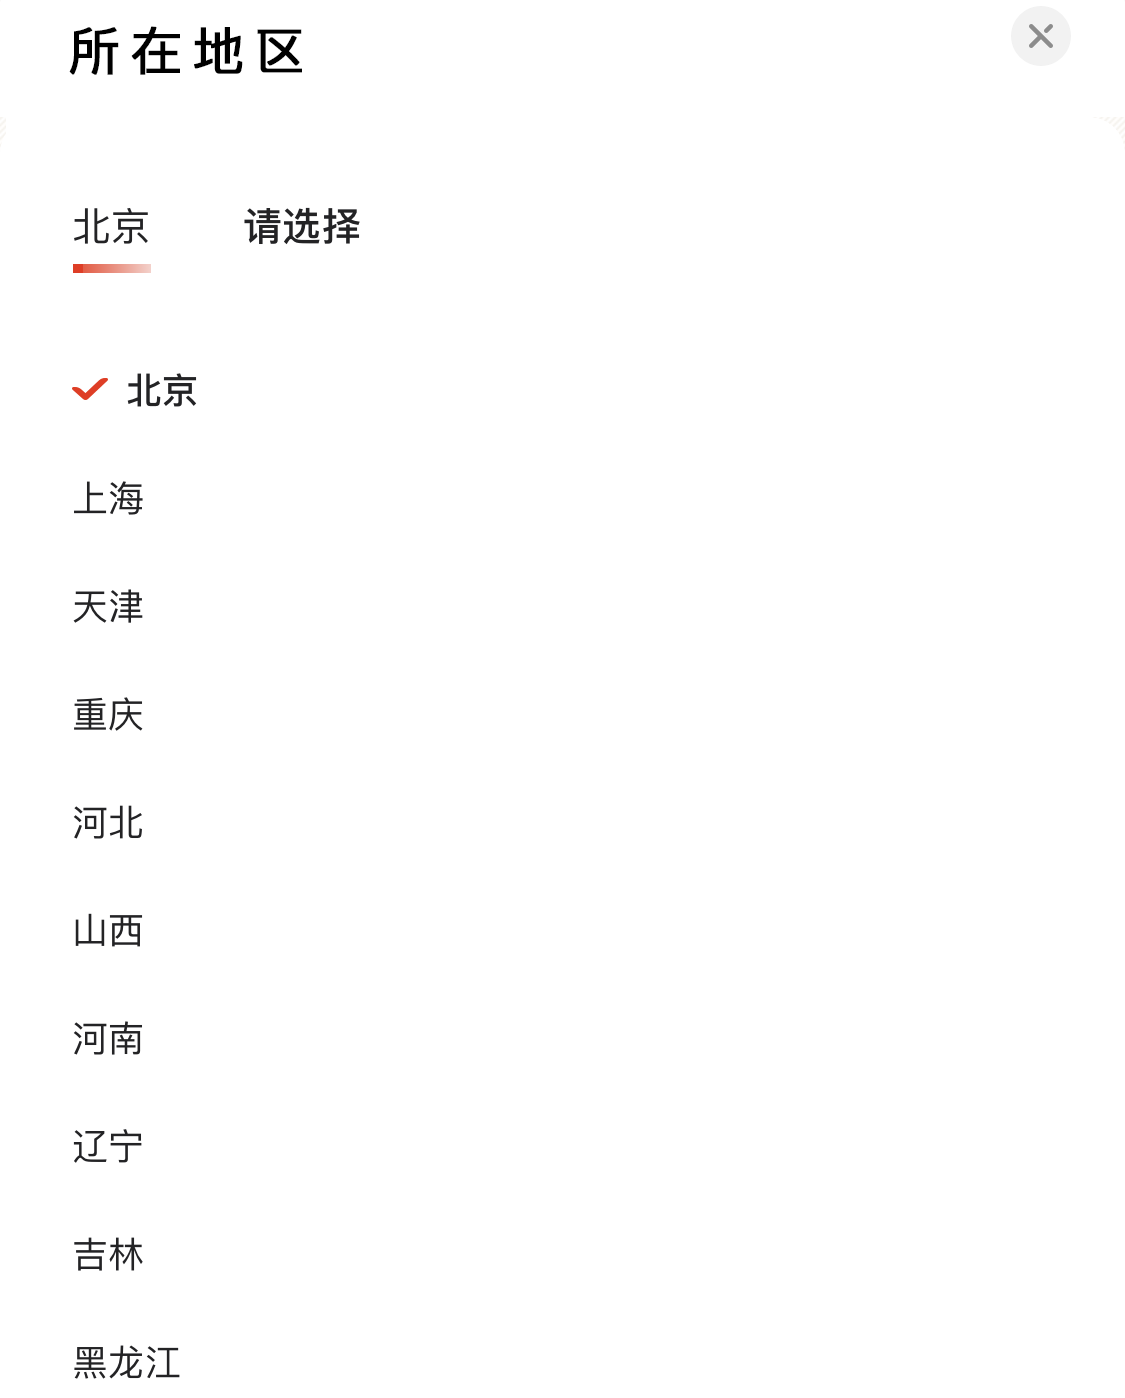 所在地区
北京 请选择
北京
上海
天津
重庆
河北
山西
河南
辽宁
吉林
黑龙江